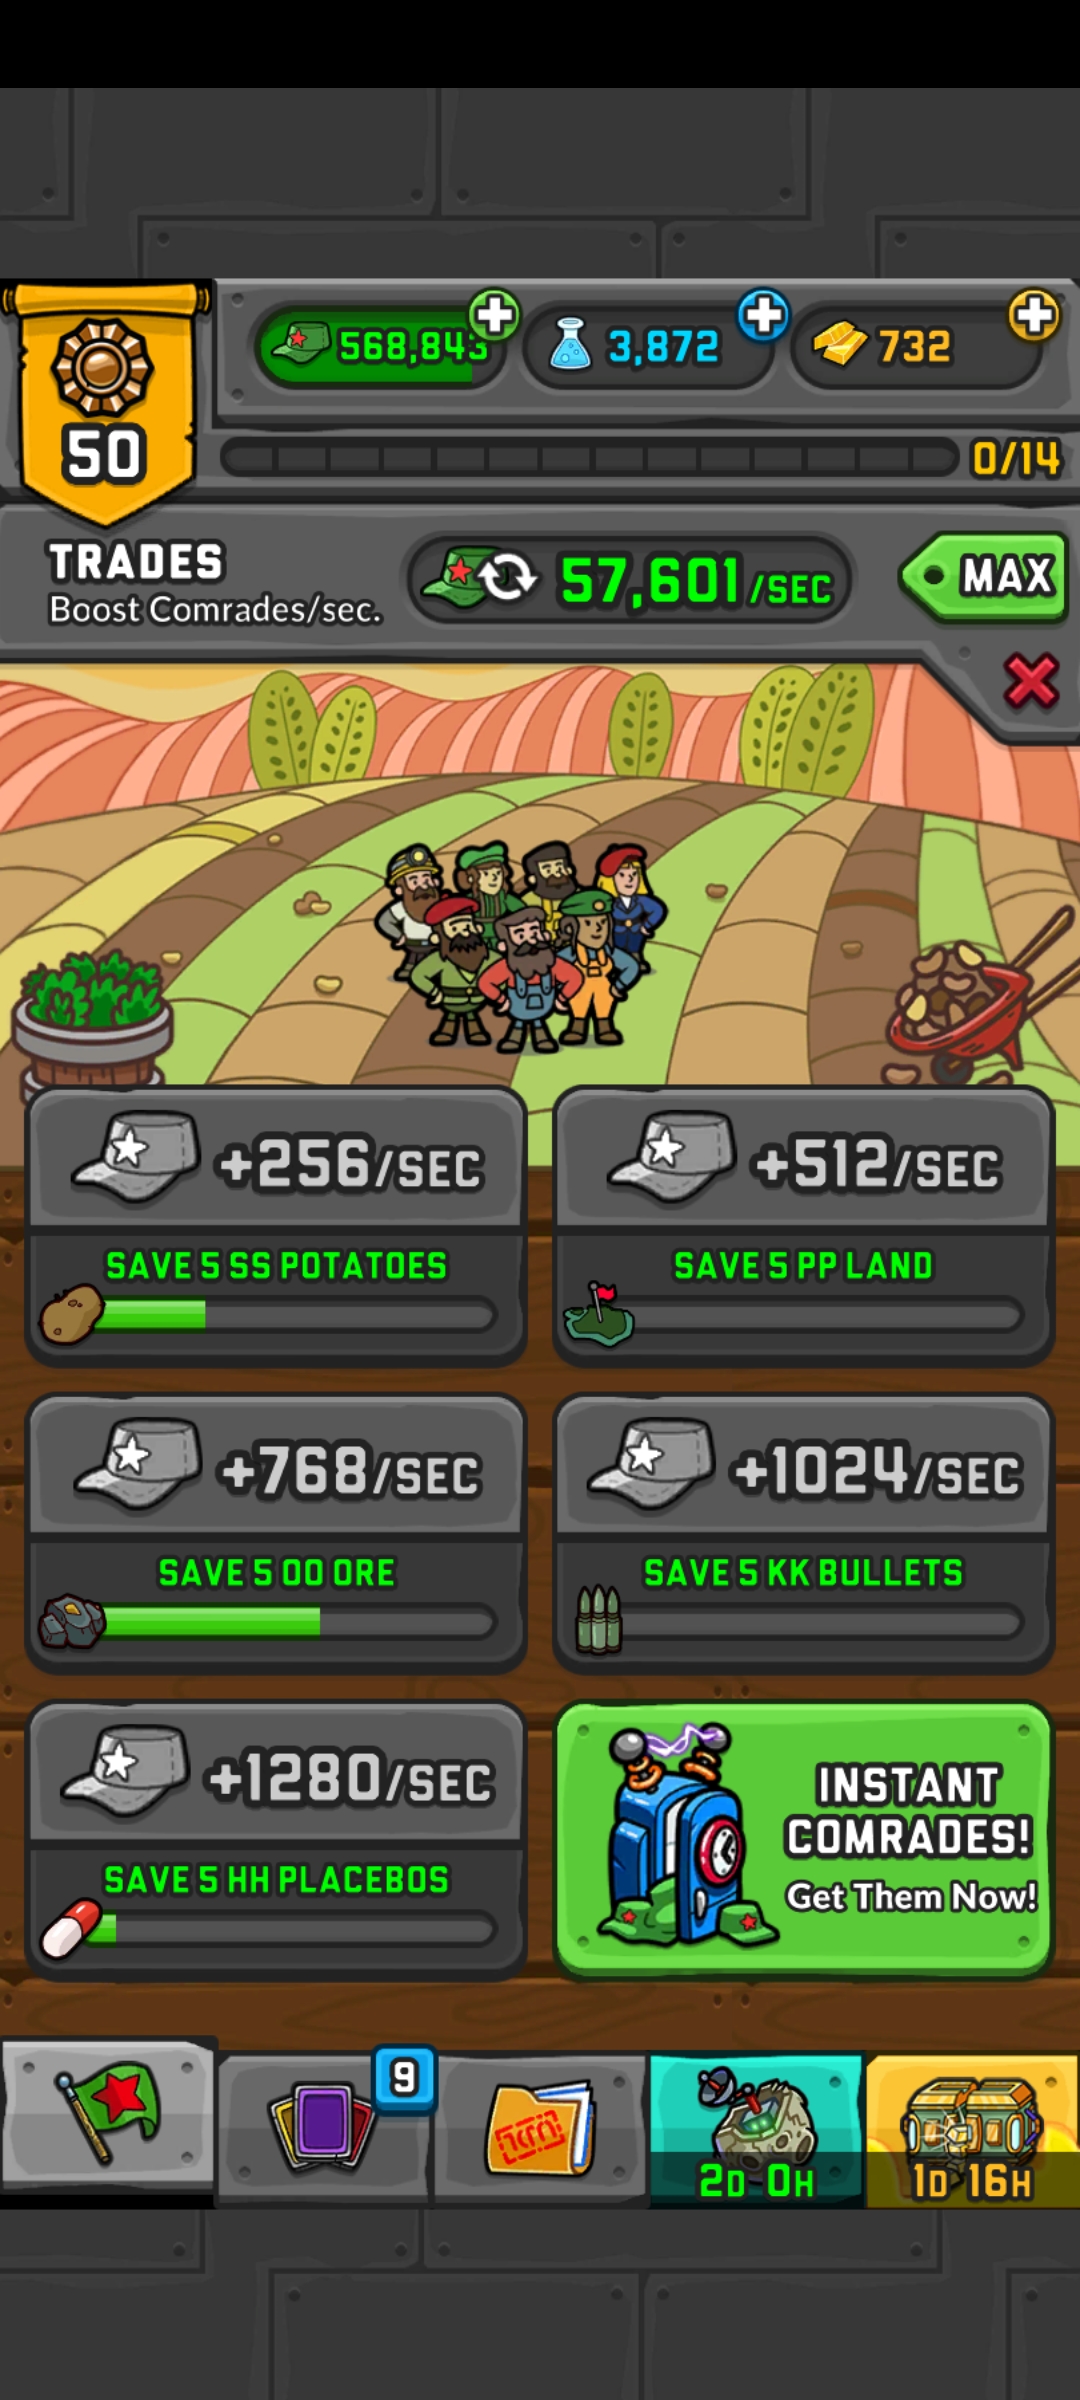 568,843
3,872
732
50
0/14
TRADES
Boost Comrades/sec.
57,601/SEC
MAX
+256/SEC
+512/SEC
SAVE 5 SS POTATOES
SAVE 5 PP LAND
+768/SEC
+1024/SEC
SAVE 5 OO ORE
SAVE 5 KK BULLETS
+1280/SEC
SAVE 5 HH PLACEBOS
INSTANT
COMRADES!
Get Them Now!
9
2D 0H
1D 16H